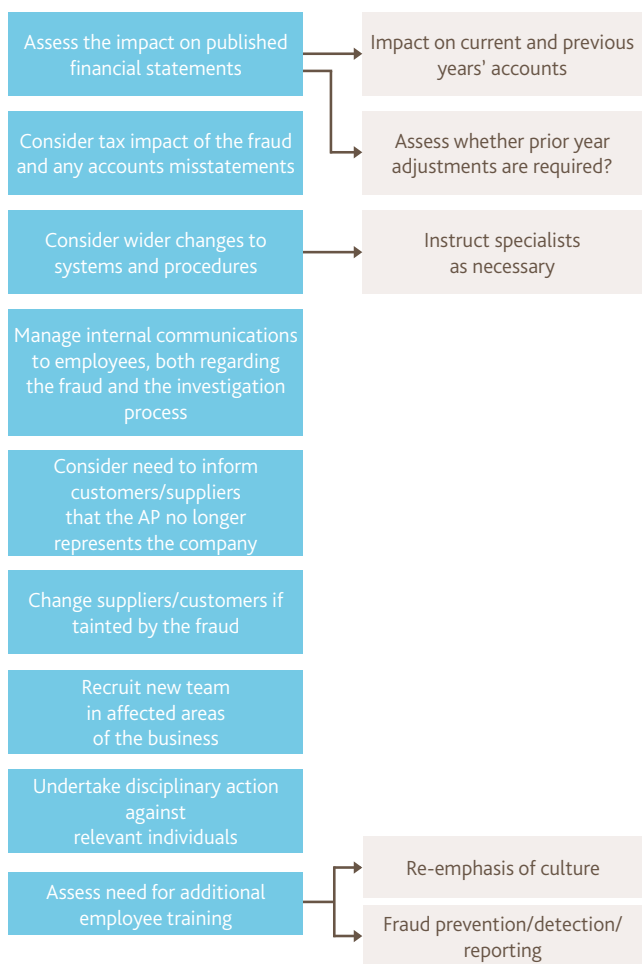 Assess the impact on published
financial statements
Impact on current and previous
years’ accounts
Consider tax impact of the fraud
and any accounts misstatements
Assess whether prior year
adjustments are required?
Consider wider changes to
systems and procedures
Instruct specialists
as necessary
Manage internal communications
to employees, both regarding
the fraud and the investigation
process
Consider need to inform
customers/suppliers
that the AP no longer
represents the company
Change suppliers/customers if
tainted by the fraud
Recruit new team
in affected areas
of the business
Undertake disciplinary action
against
relevant individuals
Assess need for additional
employee training
Re-emphasis of culture
Fraud prevention/detection/
reporting